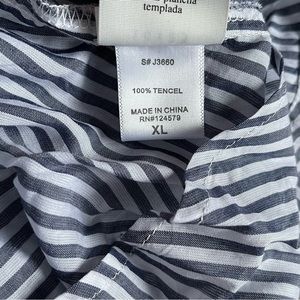 plancha
templada
S# J3660
100% TENCEL
MADE IN CHINA
RN#124579
XL